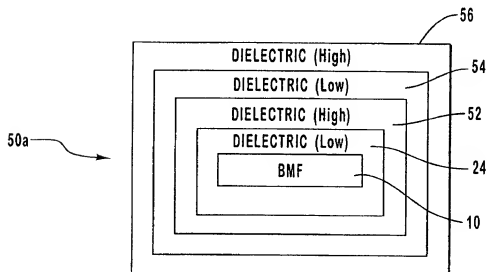 56
DIELECTRIC (High)
54
DIELECTRIC (Low)
DIELECTRIC (High)
52
50a
DIELECTRIC (Low)
24
BMF
10